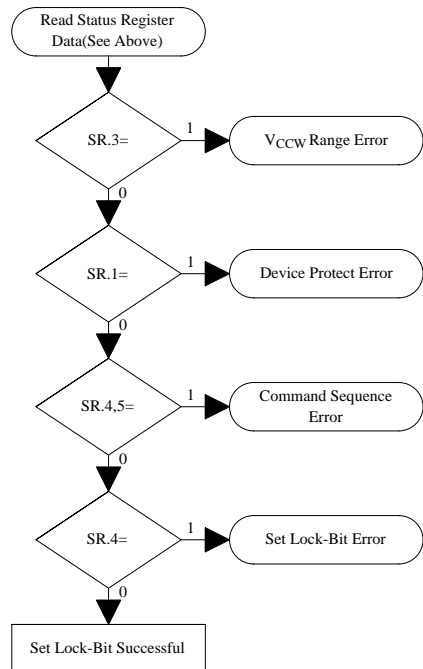 Read Status Register
Data(See Above)
SR.3=
1
VCCW Range Error
0
SR.1=
1
Device Protect Error
0
SR.4,5=
1
Command Sequence
Error
0
SR.4=
1
Set Lock-Bit Error
0
Set Lock-Bit Successful